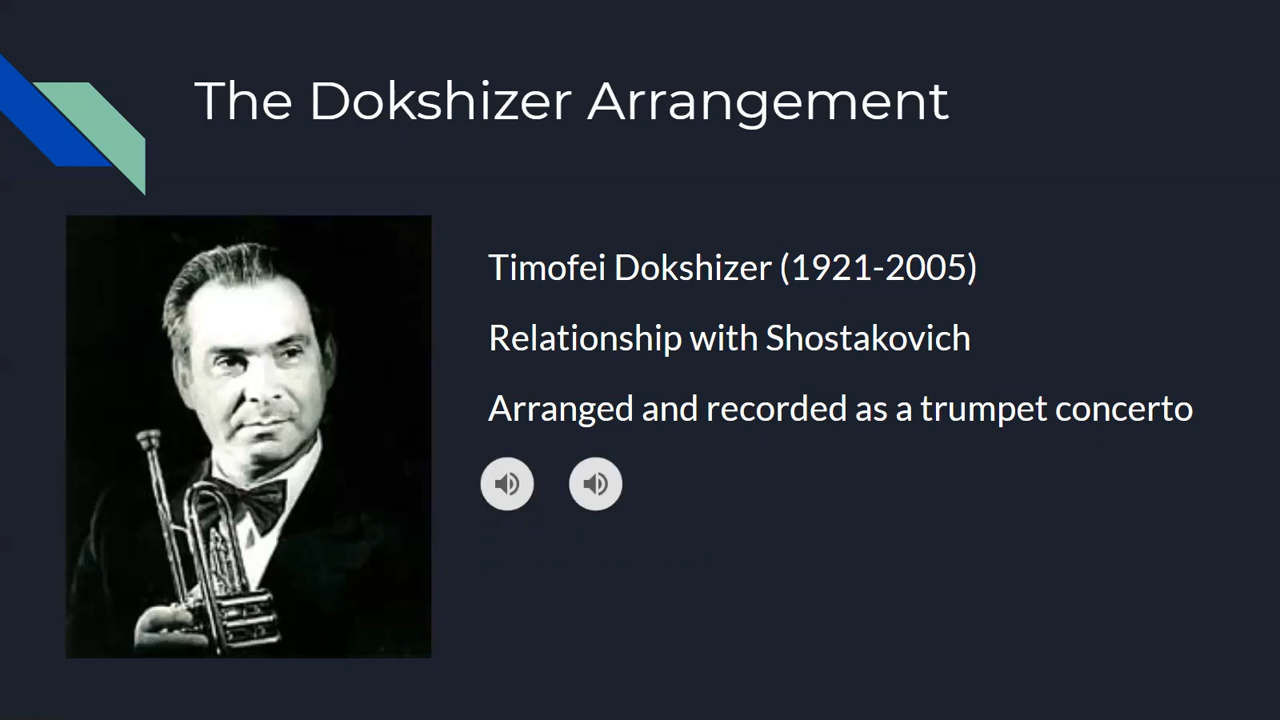 The Dokshizer Arrangement
Timofei Dokshizer (1921-2005)
Relationship with Shostakovich
Arranged and recorded as a trumpet concerto